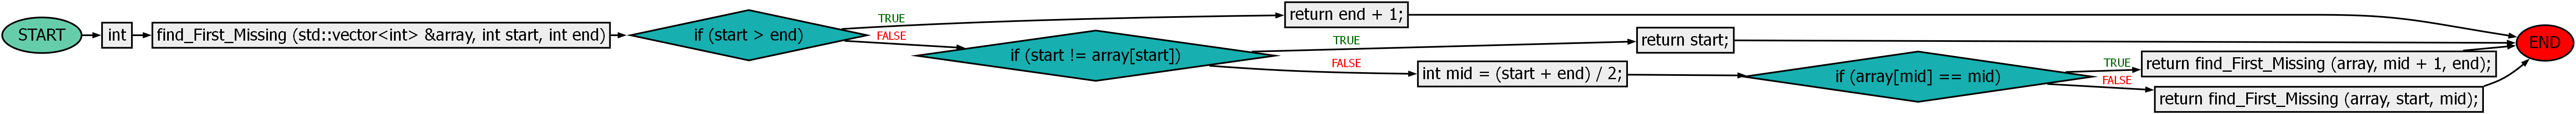 START
int
find_First_Missing (std::vector<int> &array, int start, int end)
if (start > end)
TRUE
FALSE
return end + 1;
if (start != array[start])
TRUE
FALSE
return start;
int mid = (start + end) / 2;
if (array[mid] == mid)
TRUE
FALSE
return find_First_Missing (array, mid + 1, end);
return find_First_Missing (array, start, mid);
END